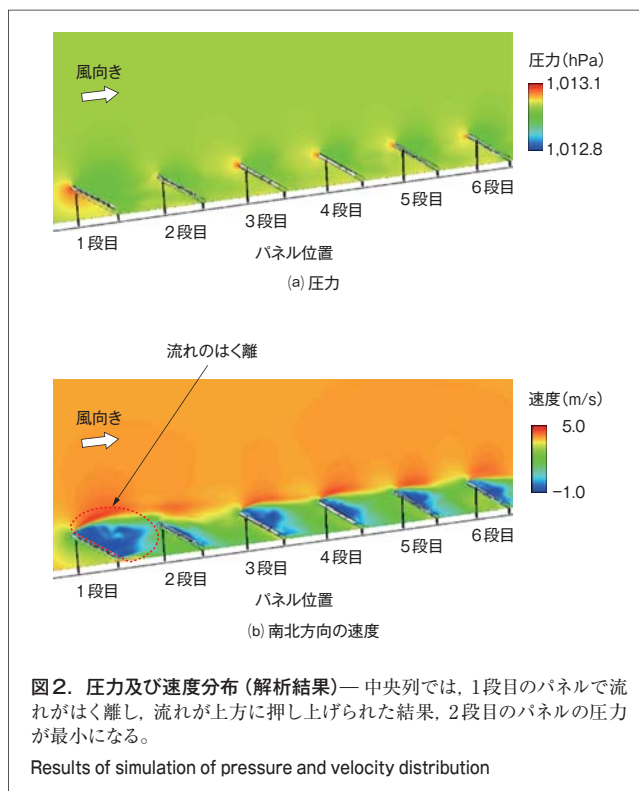 圧力(hPa)
1,013.1
1,012.8
風向き
1段目
2段目
3段目
4段目
5段目
6段目
パネル位置
(a) 圧力
流れのはく離
速度(m/s)
5.0
−1.0
風向き
1段目
2段目
3段目
4段目
5段目
6段目
パネル位置
(b) 南北方向の速度
図2. 圧力及び速度分布(解析結果)— 中央列では,1段目のパネルで流
れがはく離し,流れが上方に押し上げられた結果,2段目のパネルの圧力
が最小になる。
Results of simulation of pressure and velocity distribution